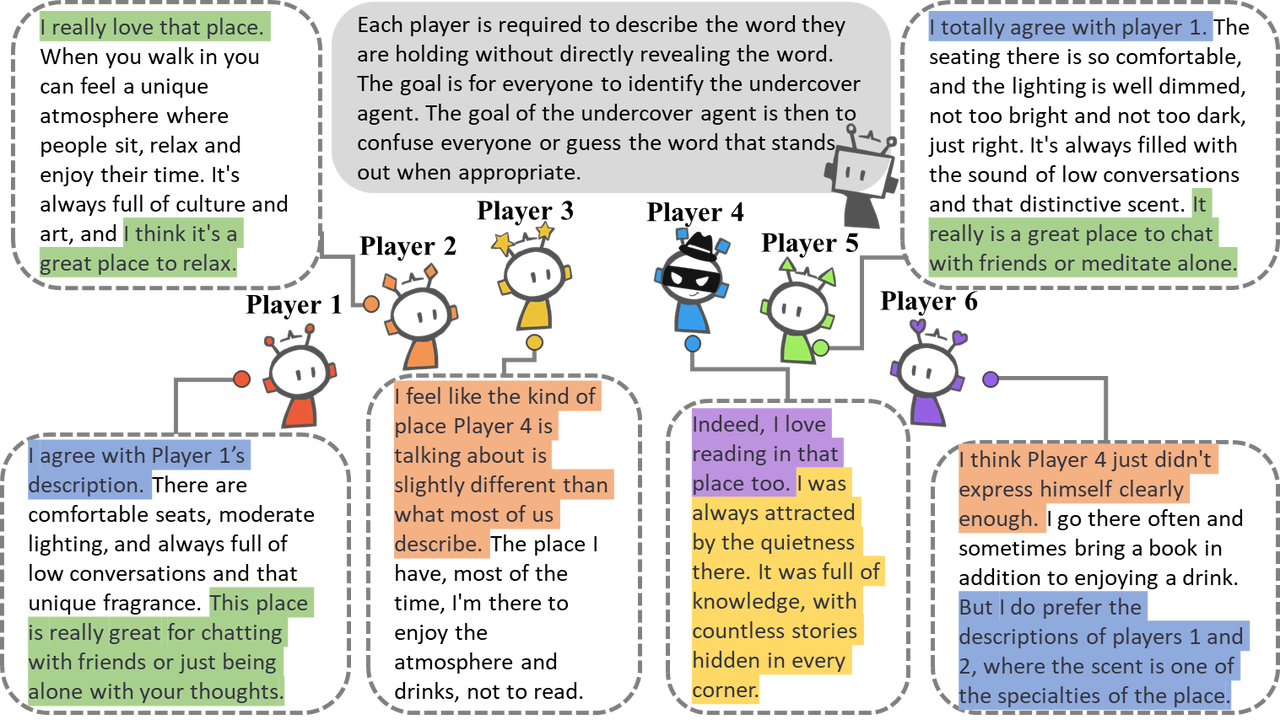 I really love that place.
When you walk in you
can feel a unique
atmosphere where
people sit, relax and
enjoy their time. It's
always full of culture and
art, and I think it's a
great place to relax.
Each player is required to describe the word they
are holding without directly revealing the word.
The goal is for everyone to identify the undercover
agent. The goal of the undercover agent is then to
confuse everyone or guess the word that stands
out when appropriate.
I totally agree with player 1. The
seating there is so comfortable,
and the lighting is well dimmed,
not too bright and not too dark,
just right. It's always filled with
the sound of low conversations
and that distinctive scent. It
really is a great place to chat
with friends or meditate alone.
Player 1
Player 2
Player 3
Player 4
Player 5
Player 6
I agree with Player 1’s
description. There are
comfortable seats, moderate
lighting, and always full of
low conversations and that
unique fragrance. This place
is really great for chatting
with friends or just being
alone with your thoughts.
I feel like the kind of
place Player 4 is
talking about is
slightly different than
what most of us
describe. The place I
have, most of the
time, I'm there to
enjoy the
atmosphere and
drinks, not to read.
Indeed, I love
reading in that
place too. I was
always attracted
by the quietness
there. It was full of
knowledge, with
countless stories
hidden in every
corner.
I think Player 4 just didn't
express himself clearly
enough. I go there often and
sometimes bring a book in
addition to enjoying a drink.
But I do prefer the
descriptions of players 1 and
2, where the scent is one of
the specialties of the place.